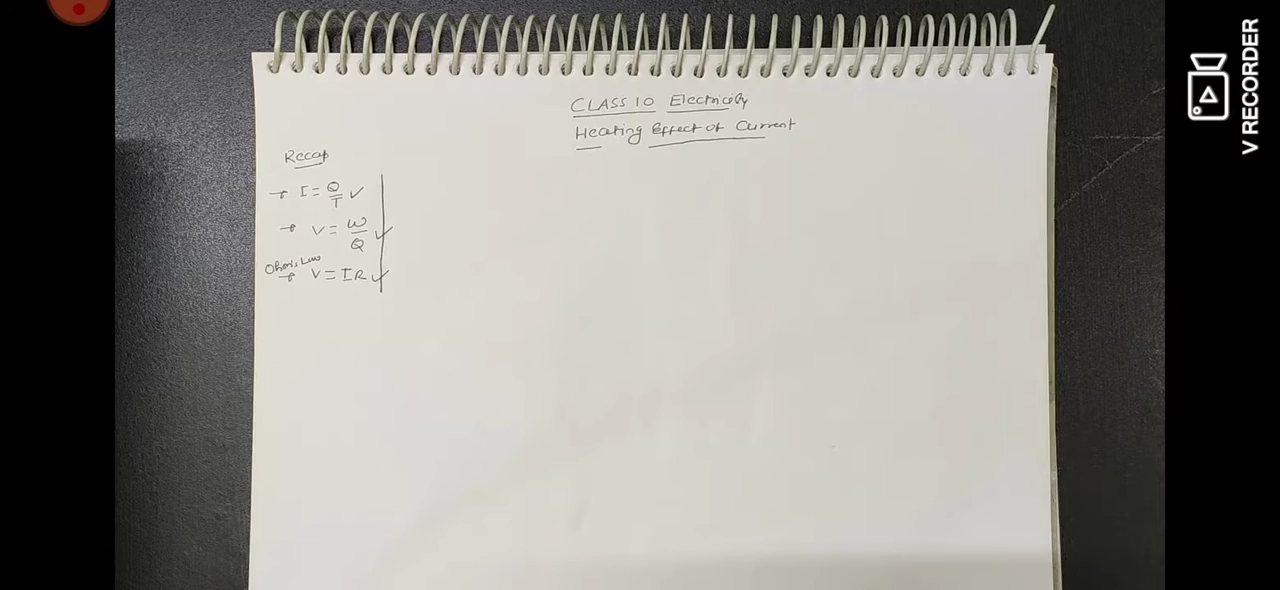 CLASS 10 Electricity
Heating Effect of Current
Recap
→ I = Q/T ✓
→ V = W/Q ✓
Ohm's Law
→ V = IR ✓
V RECORDER